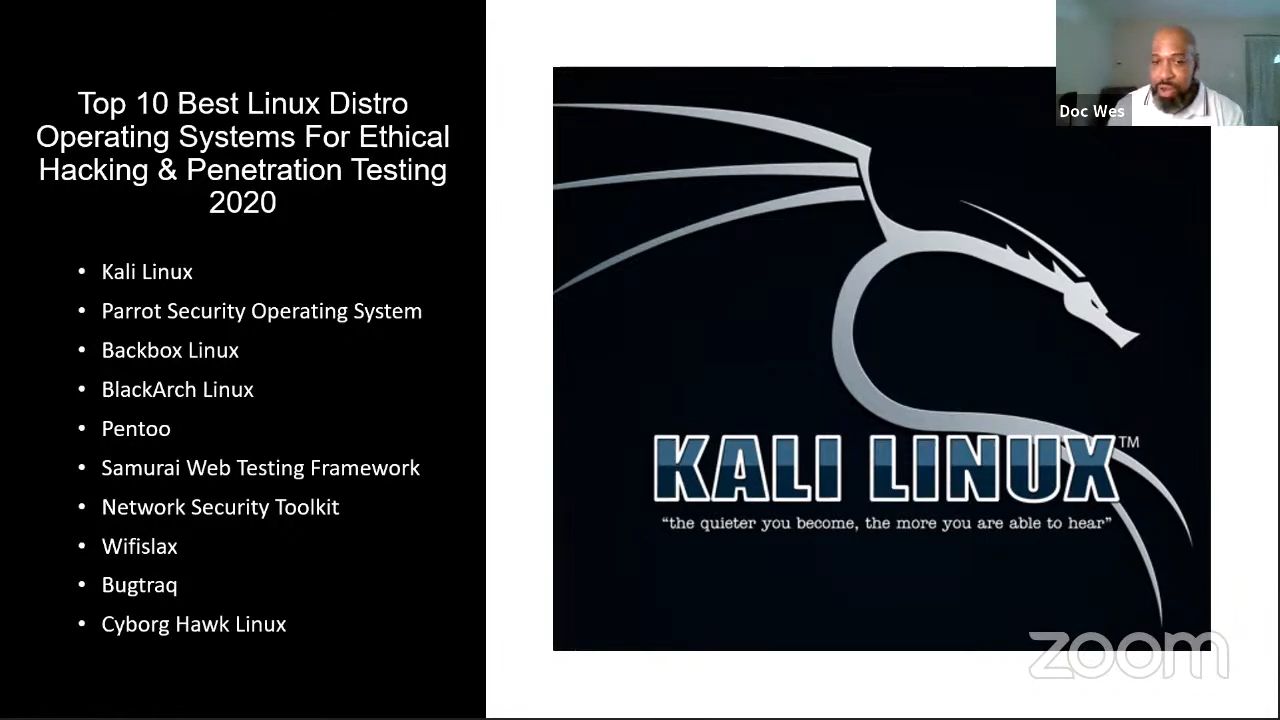 Top 10 Best Linux Distro
Operating Systems For Ethical
Hacking & Penetration Testing
2020
• Kali Linux
• Parrot Security Operating System
• Backbox Linux
• BlackArch Linux
• Pentoo
• Samurai Web Testing Framework
• Network Security Toolkit
• Wifislax
• Bugtraq
• Cyborg Hawk Linux
Doc Wes
KALI LINUX™
“the quieter you become, the more you are able to hear”
zoom